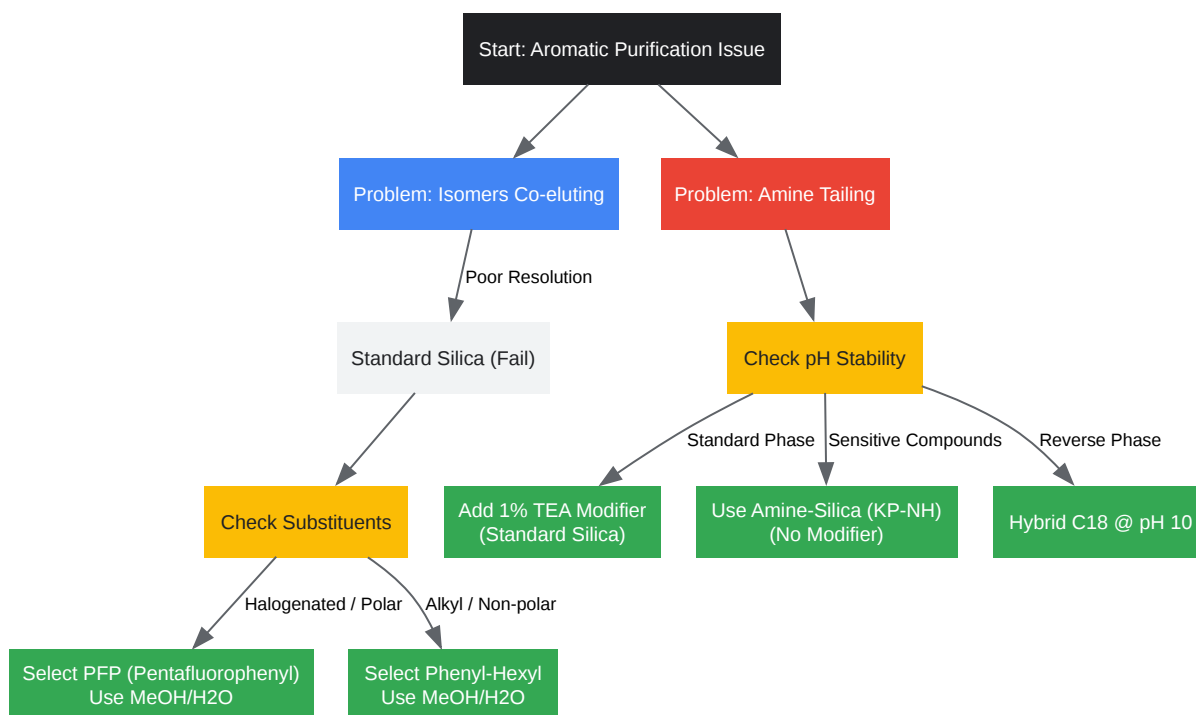 Start: Aromatic Purification Issue
Problem: Isomers Co-eluting
Problem: Amine Tailing
Poor Resolution
Standard Silica (Fail)
Check pH Stability
Standard Phase
Sensitive Compounds
Reverse Phase
Check Substituents
Add 1% TEA Modifier
(Standard Silica)
Use Amine-Silica (KP-NH)
(No Modifier)
Hybrid C18 @ pH 10
Halogenated / Polar
Alkyl / Non-polar
Select PFP (Pentafluorophenyl)
Use MeOH/H2O
Select Phenyl-Hexyl
Use MeOH/H2O